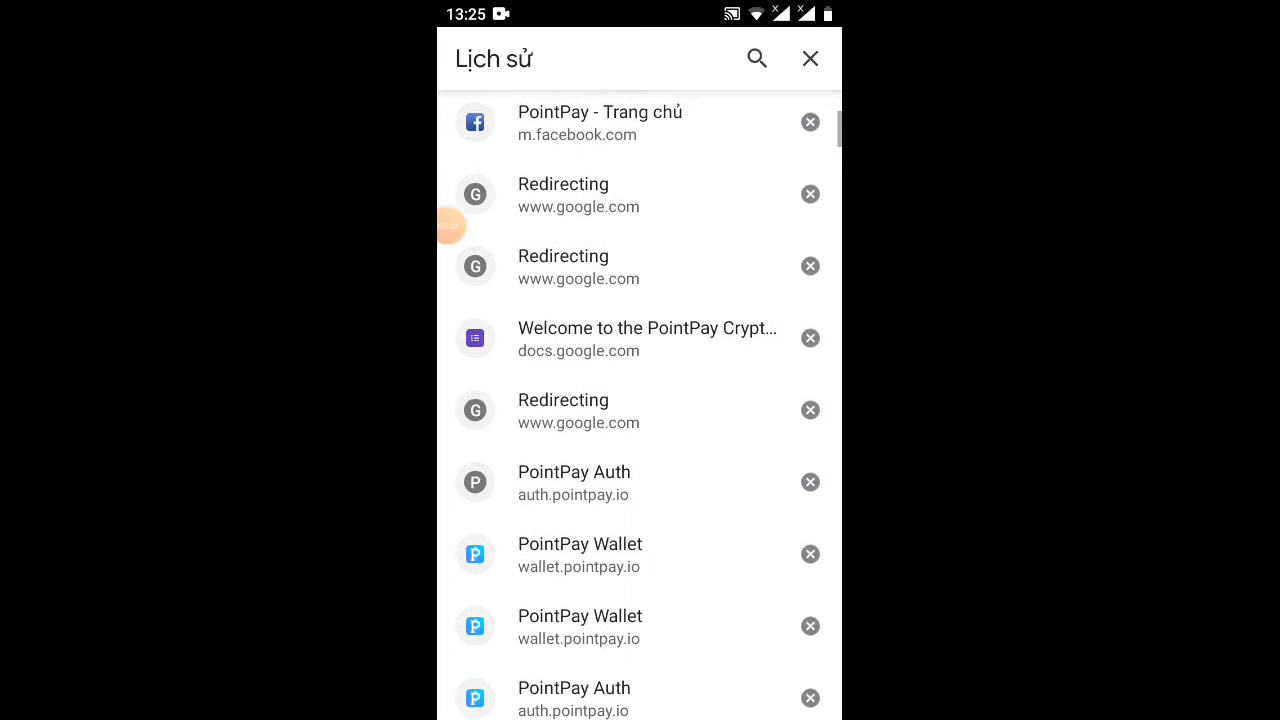 13:25
Lịch sử
PointPay - Trang chủ
m.facebook.com
Redirecting
www.google.com
G
Redirecting
www.google.com
G
Welcome to the PointPay Crypt...
docs.google.com
Redirecting
www.google.com
G
PointPay Auth
auth.pointpay.io
P
PointPay Wallet
wallet.pointpay.io
PointPay Wallet
wallet.pointpay.io
PointPay Auth
auth.pointpay.io